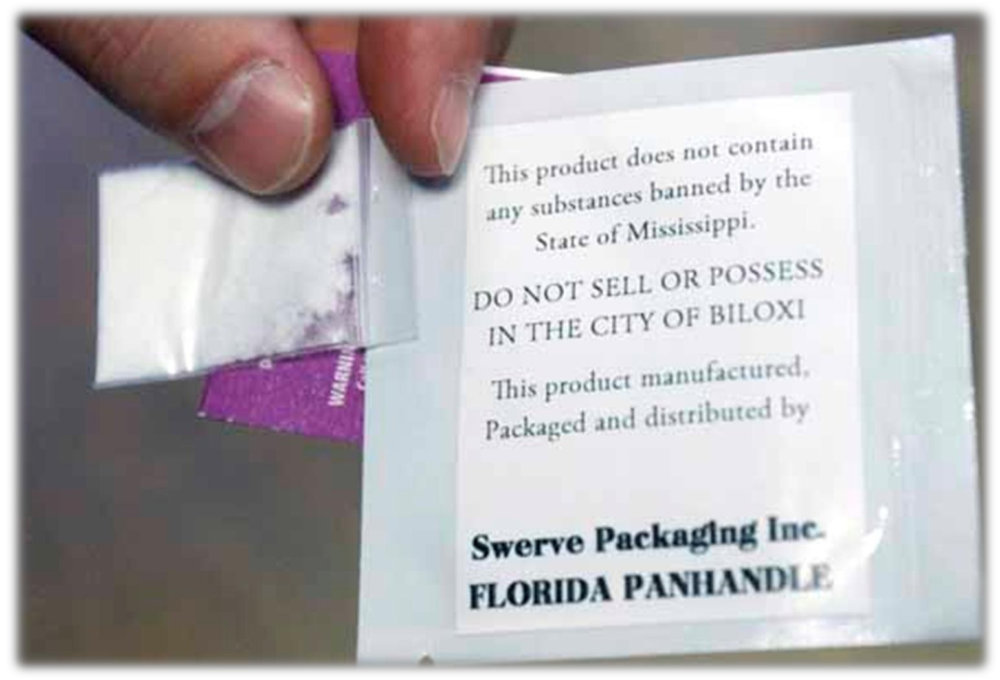 This product does not contain
any substances banned by the
State of Mississippi.
DO NOT SELL OR POSSESS
IN THE CITY OF BILOXI
This product manufactured,
Packaged and distributed by
Swerve Packaging Inc.
FLORIDA PANHANDLE
WARNI